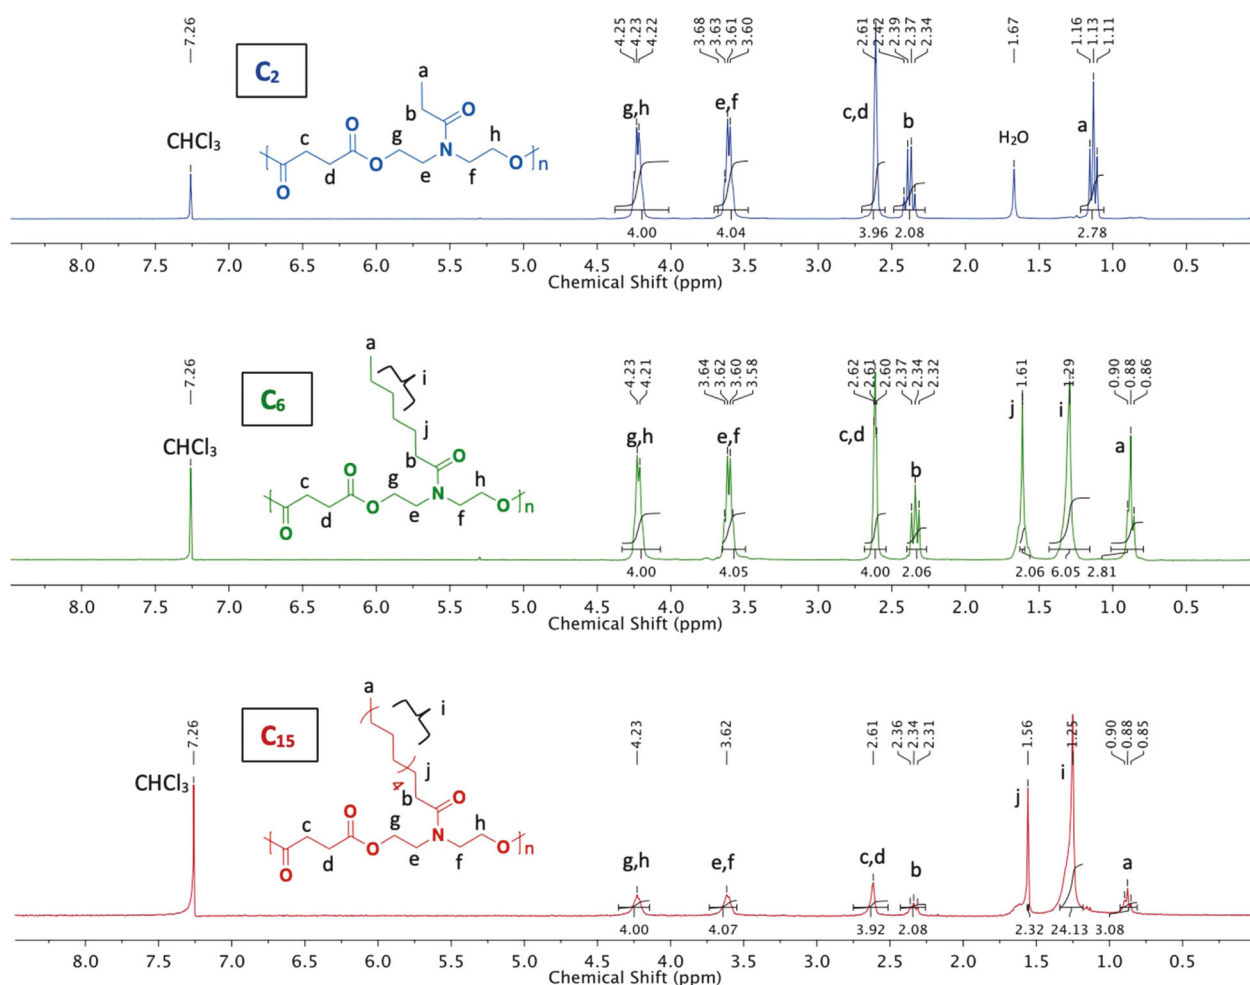 7.26
4.25
4.23
4.22
3.68
3.63
3.61
3.60
2.61
2.42
2.39
2.37
2.34
1.67
1.16
1.13
1.11
C₂
CHCl₃
a
b
O
c
O
g
h
d
O
N
O
n
O
e
f
g,h
e,f
c,d
b
H₂O
a
4.00
4.04
3.96
2.08
2.78
8.0 7.5 7.0 6.5 6.0 5.5 5.0 4.5 4.0 3.5 3.0 2.5 2.0 1.5 1.0 0.5
Chemical Shift (ppm)
7.26
4.23
4.21
3.64
3.62
3.60
3.58
2.62
2.61
2.60
2.37
2.34
2.32
1.61
1.29
0.90
0.88
0.86
C₆
CHCl₃
a
i
j
b
O
c
O
g
h
d
O
N
O
n
O
e
f
g,h
e,f
c,d
b
j
i
a
4.00
4.05
4.00
2.06
2.06
6.05
2.81
8.0 7.5 7.0 6.5 6.0 5.5 5.0 4.5 4.0 3.5 3.0 2.5 2.0 1.5 1.0 0.5
Chemical Shift (ppm)
7.26
4.23
3.62
2.61
2.36
2.34
2.31
1.56
1.25
0.90
0.88
0.85
C₁₅
CHCl₃
a
i
j
4
b
O
c
O
g
h
d
O
N
O
n
O
e
f
g,h
e,f
c,d
b
j
i
a
4.00
4.07
3.92
2.08
2.32
24.13
3.08
8.0 7.5 7.0 6.5 6.0 5.5 5.0 4.5 4.0 3.5 3.0 2.5 2.0 1.5 1.0 0.5
Chemical Shift (ppm)